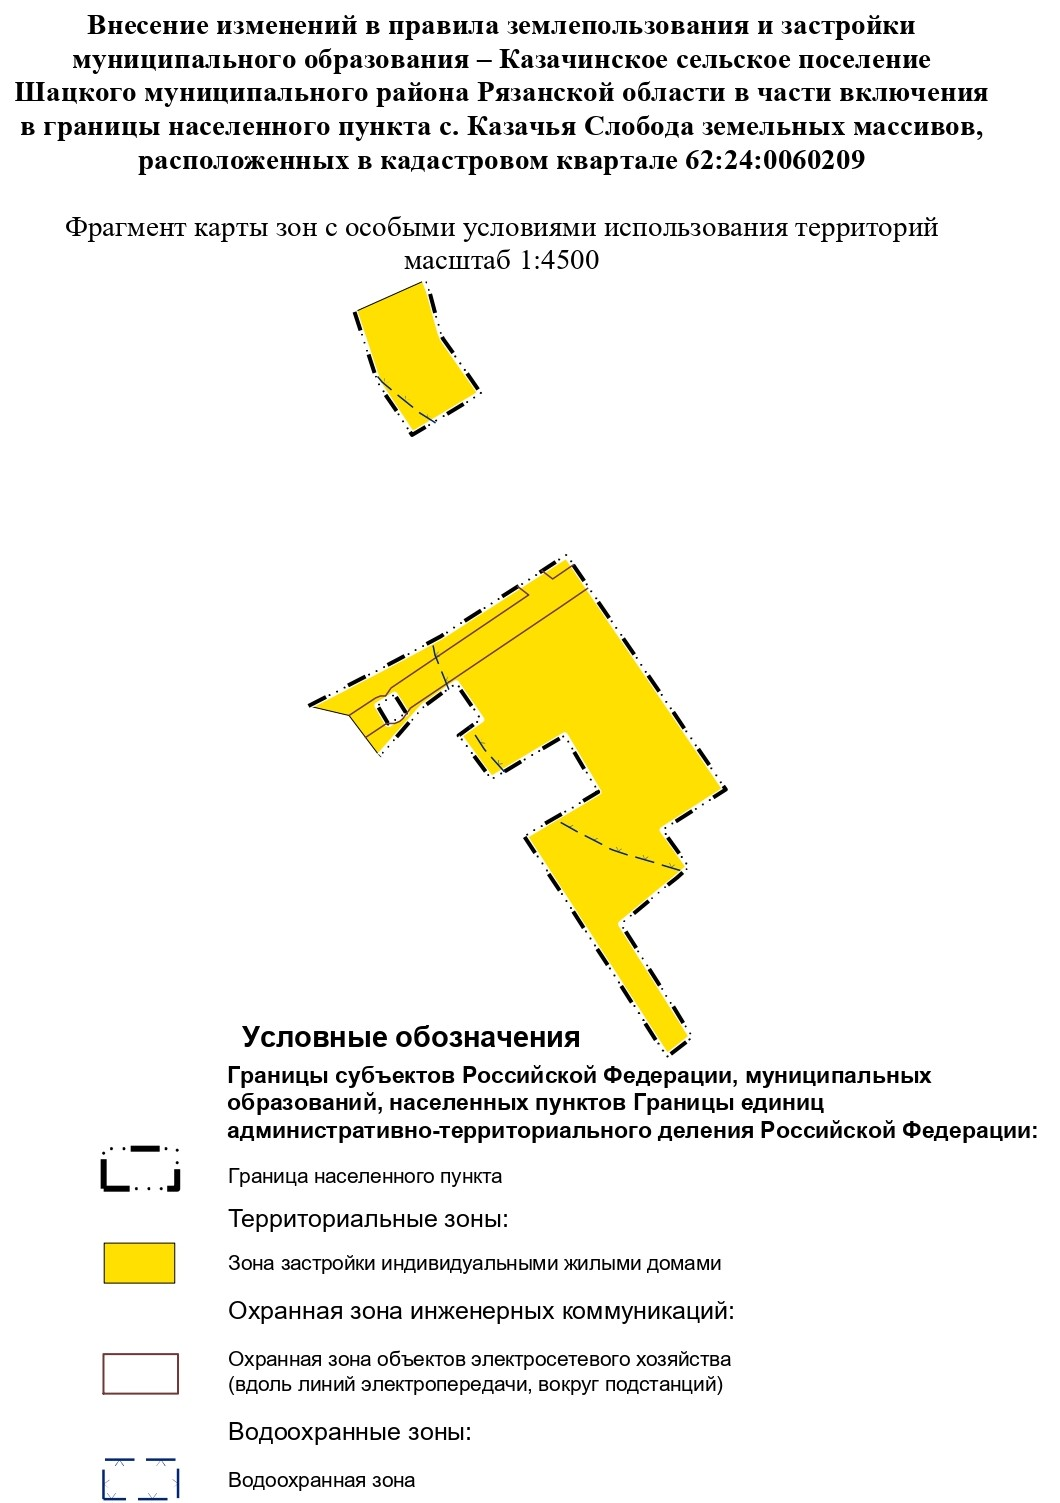 Внесение изменений в правила землепользования и застройки
муниципального образования – Казачинское сельское поселение
Шацкого муниципального района Рязанской области в части включения
в границы населенного пункта с. Казачья Слобода земельных массивов,
расположенных в кадастровом квартале 62:24:0060209
Фрагмент карты зон с особыми условиями использования территорий
масштаб 1:4500
Условные обозначения
Границы субъектов Российской Федерации, муниципальных
образований, населенных пунктов Границы единиц
административно-территориального деления Российской Федерации:
Граница населенного пункта
Территориальные зоны:
Зона застройки индивидуальными жилыми домами
Охранная зона инженерных коммуникаций:
Охранная зона объектов электросетевого хозяйства
(вдоль линий электропередачи, вокруг подстанций)
Водоохранные зоны:
Водоохранная зона